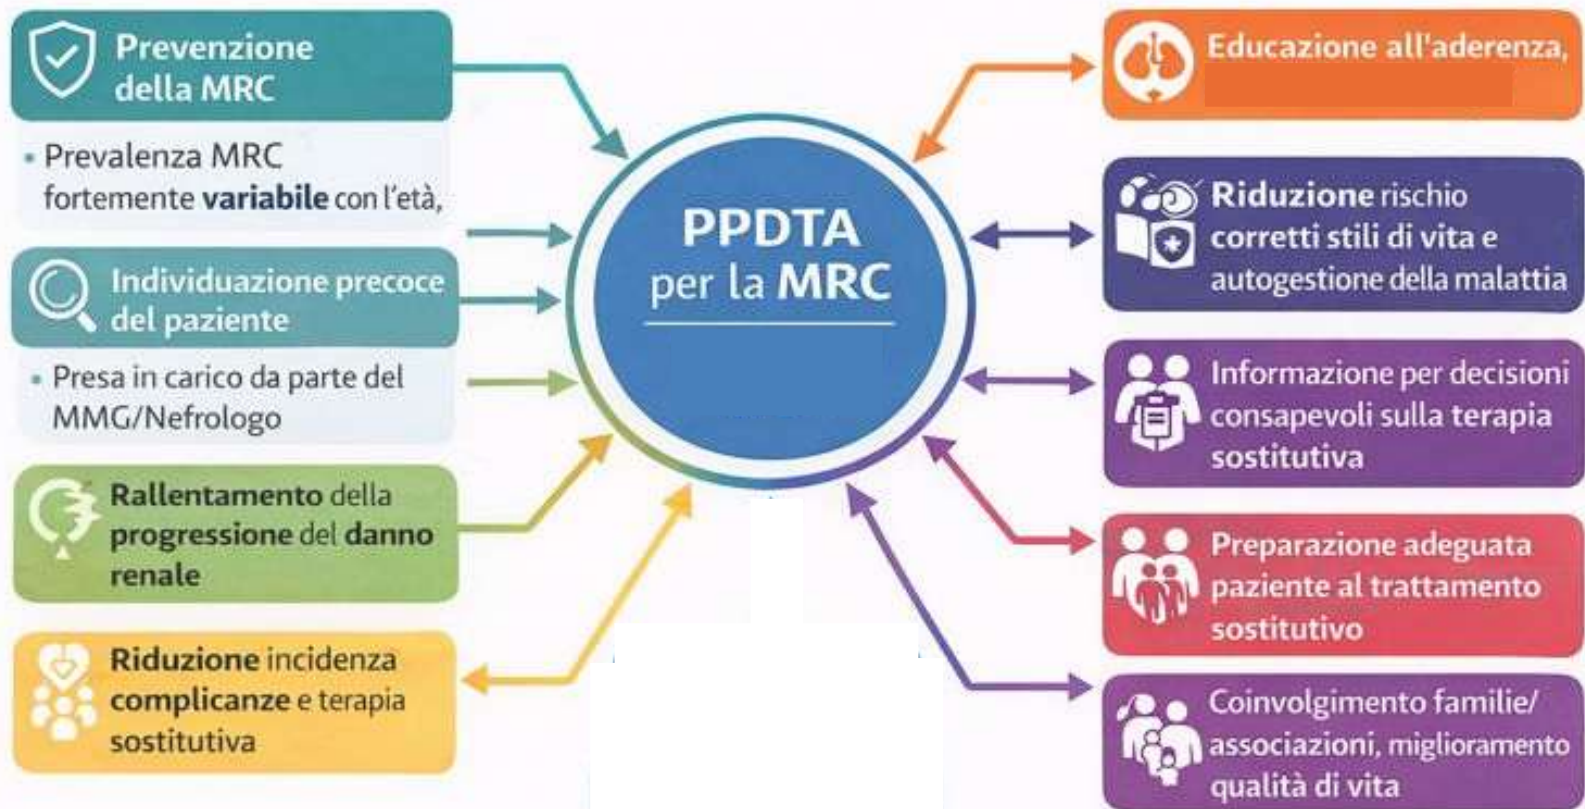 Prevenzione
della MRC
• Prevalenza MRC
fortemente variabile con l'età,
Individuazione precoce
del paziente
• Presa in carico da parte del
MMG/Nefrologo
Rallentamento della
progressione del danno
renale
Riduzione incidenza
complicanze e terapia
sostitutiva
PPDTA
per la MRC
Educazione all'aderenza,
Riduzione rischio
corretti stili di vita e
autogestione della malattia
Informazione per decisioni
consapevoli sulla terapia
sostitutiva
Preparazione adeguata
paziente al trattamento
sostitutivo
Coinvolgimento familie/
associazioni, miglioramento
qualità di vita